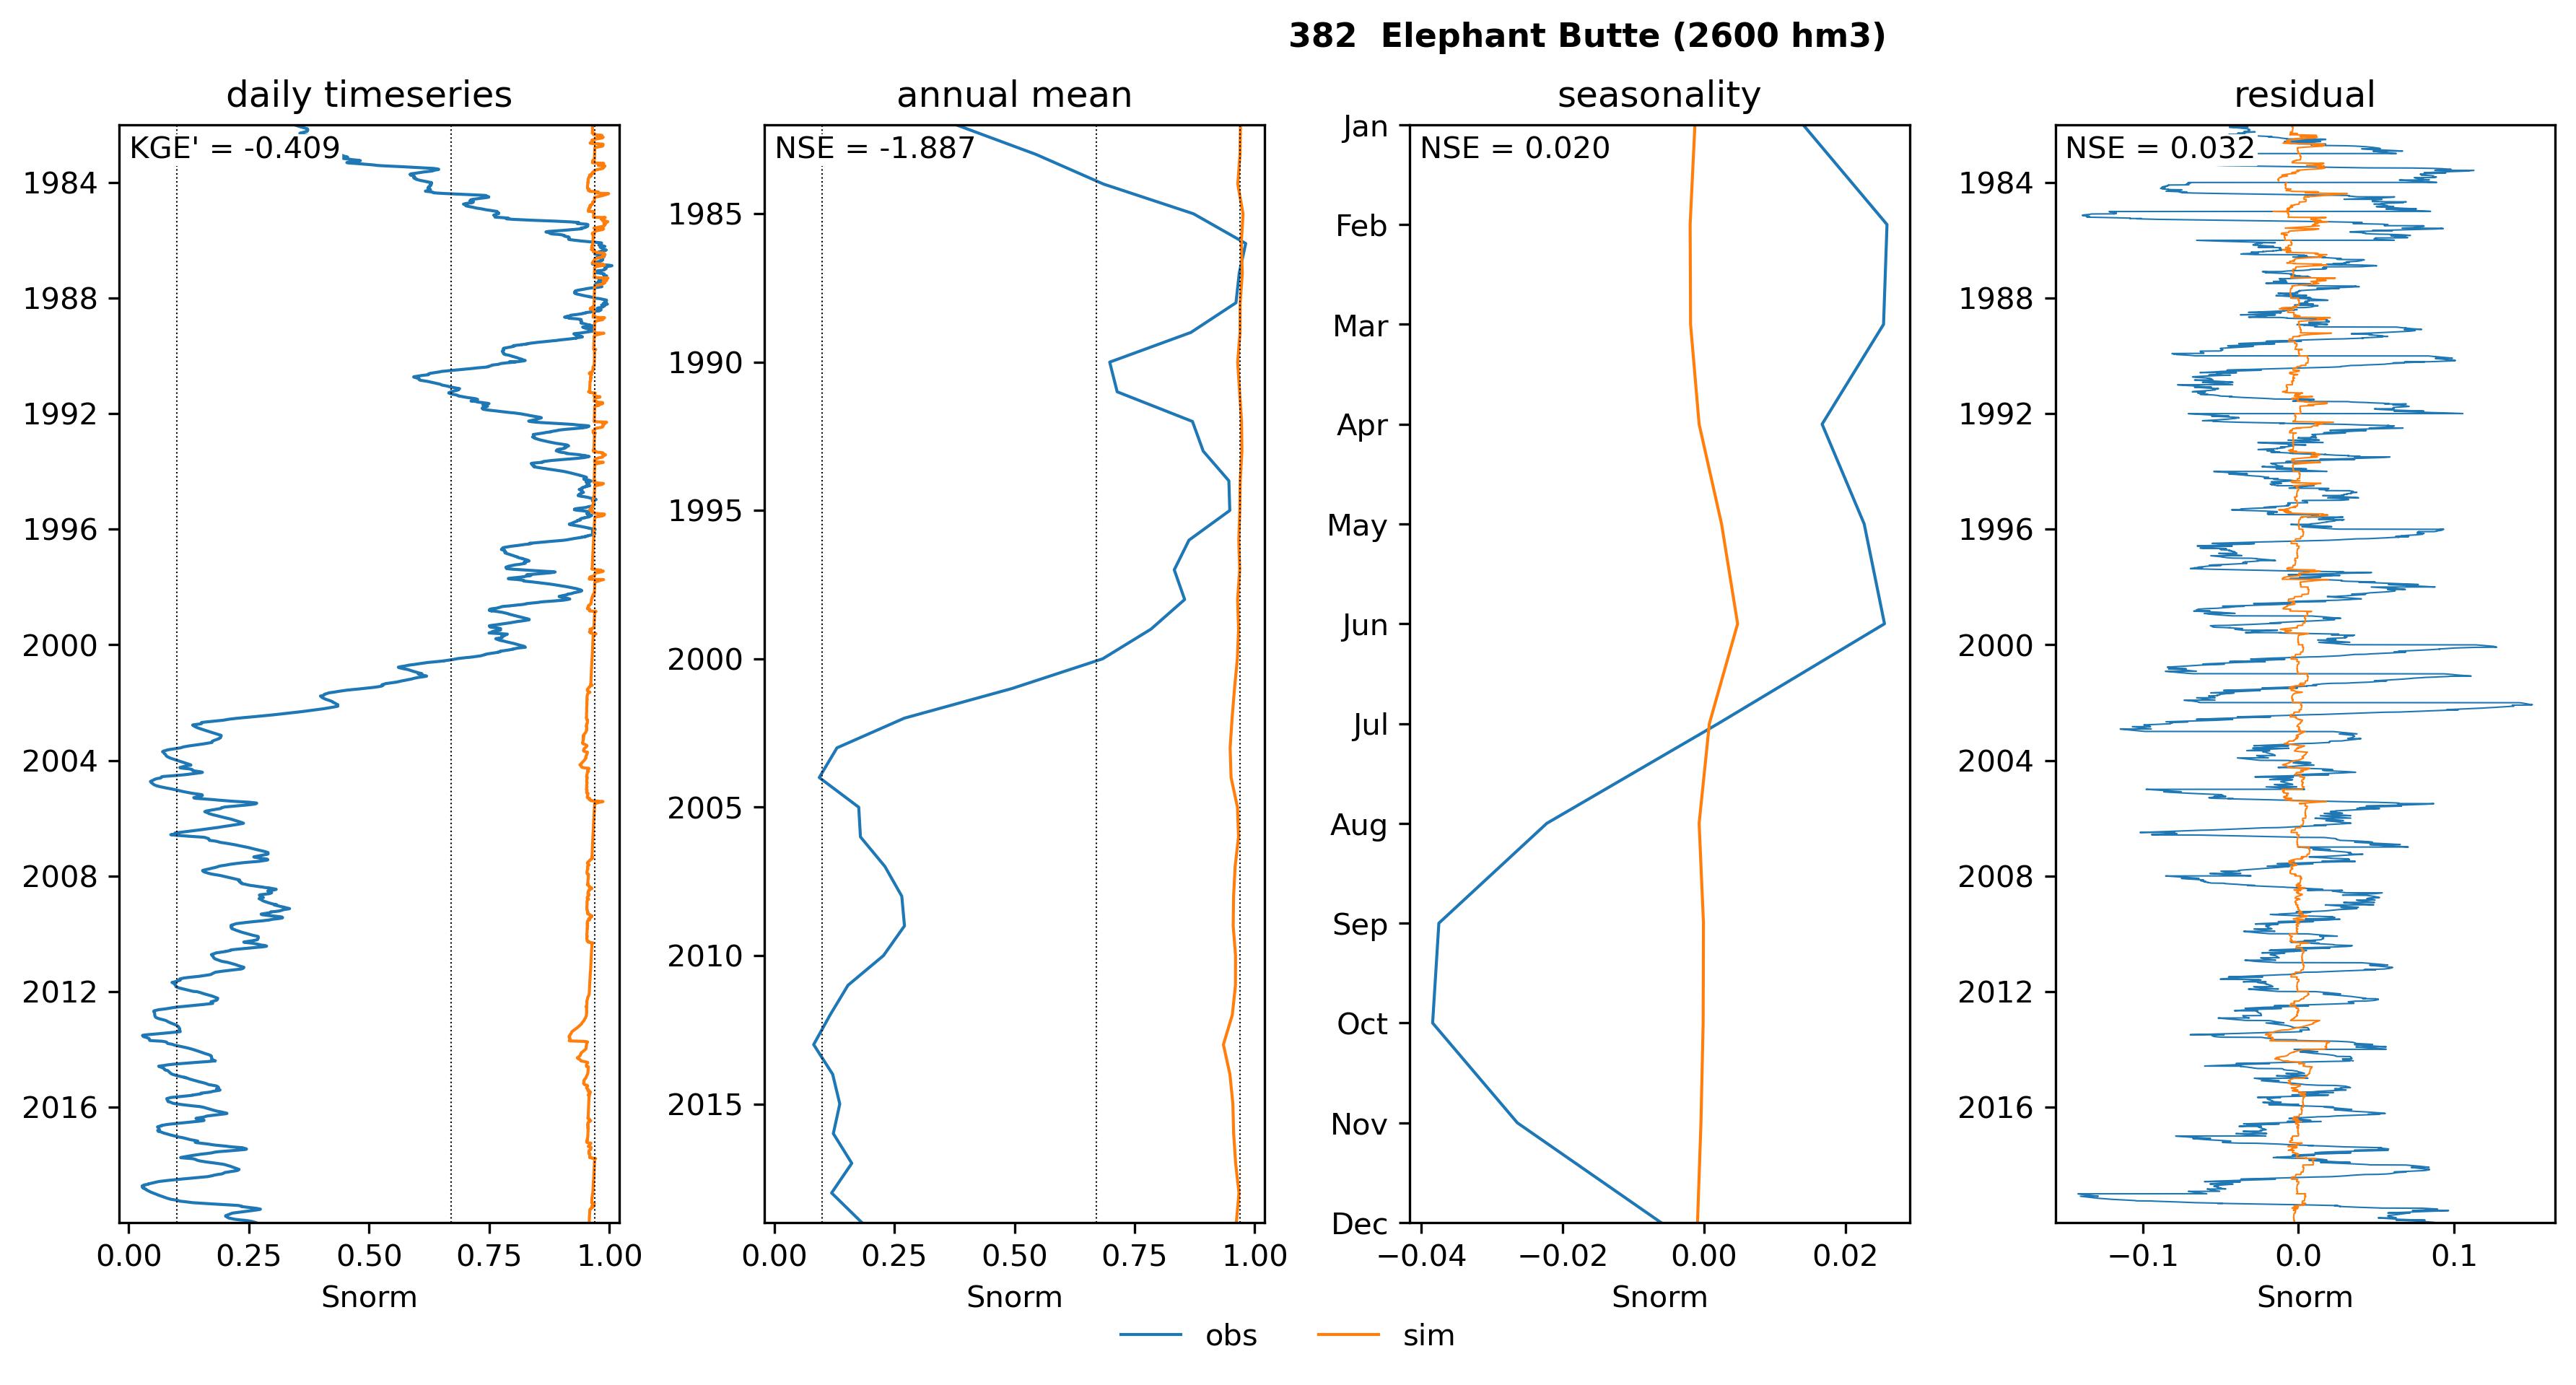 382  Elephant Butte (2600 hm3)
daily timeseries
KGE' = -0.409
1984
1988
1992
1996
2000
2004
2008
2012
2016
0.00 0.25 0.50 0.75 1.00
Snorm
annual mean
NSE = -1.887
1985
1990
1995
2000
2005
2010
2015
0.00 0.25 0.50 0.75 1.00
Snorm
seasonality
NSE = 0.020
Jan
Feb
Mar
Apr
May
Jun
Jul
Aug
Sep
Oct
Nov
Dec
−0.04 −0.02 0.00 0.02
Snorm
residual
NSE = 0.032
1984
1988
1992
1996
2000
2004
2008
2012
2016
−0.1 0.0 0.1
Snorm
obs sim